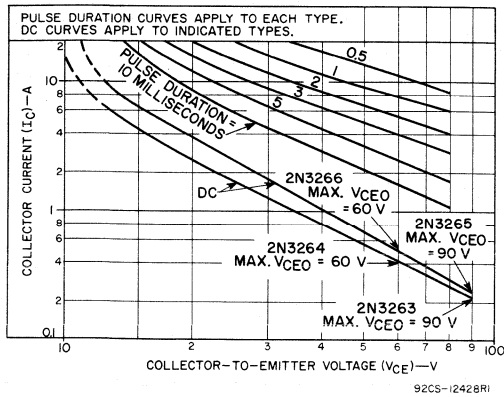 PULSE DURATION CURVES APPLY TO EACH TYPE.
DC CURVES APPLY TO INDICATED TYPES.
COLLECTOR CURRENT (IC)—A
2
10
8
6
4
2
1
8
6
4
2
0.1
PULSE DURATION=
10 MILLISECONDS
0.5
1
2
3
5
DC
2N3266
MAX. VCEO
= 60 V
2N3265
MAX. VCEO
= 90 V
2N3264
MAX. VCEO = 60 V
2N3263
MAX. VCEO = 90 V
10
2
3
4
5
6
7
8
9
100
COLLECTOR-TO-EMITTER VOLTAGE (VCE)—V
92CS-12428RI